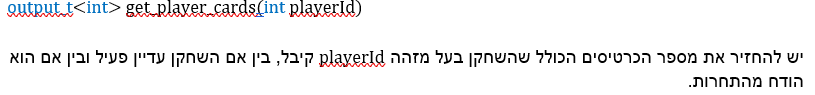 output_t<int> get_player_cards(int playerId)
יש להחזיר את מספר הכרטיסים הכולל שהשחקן בעל מזהה playerId קיבל, בין אם השחקן עדיין פעיל ובין אם הוא
הודח מהתחרות.